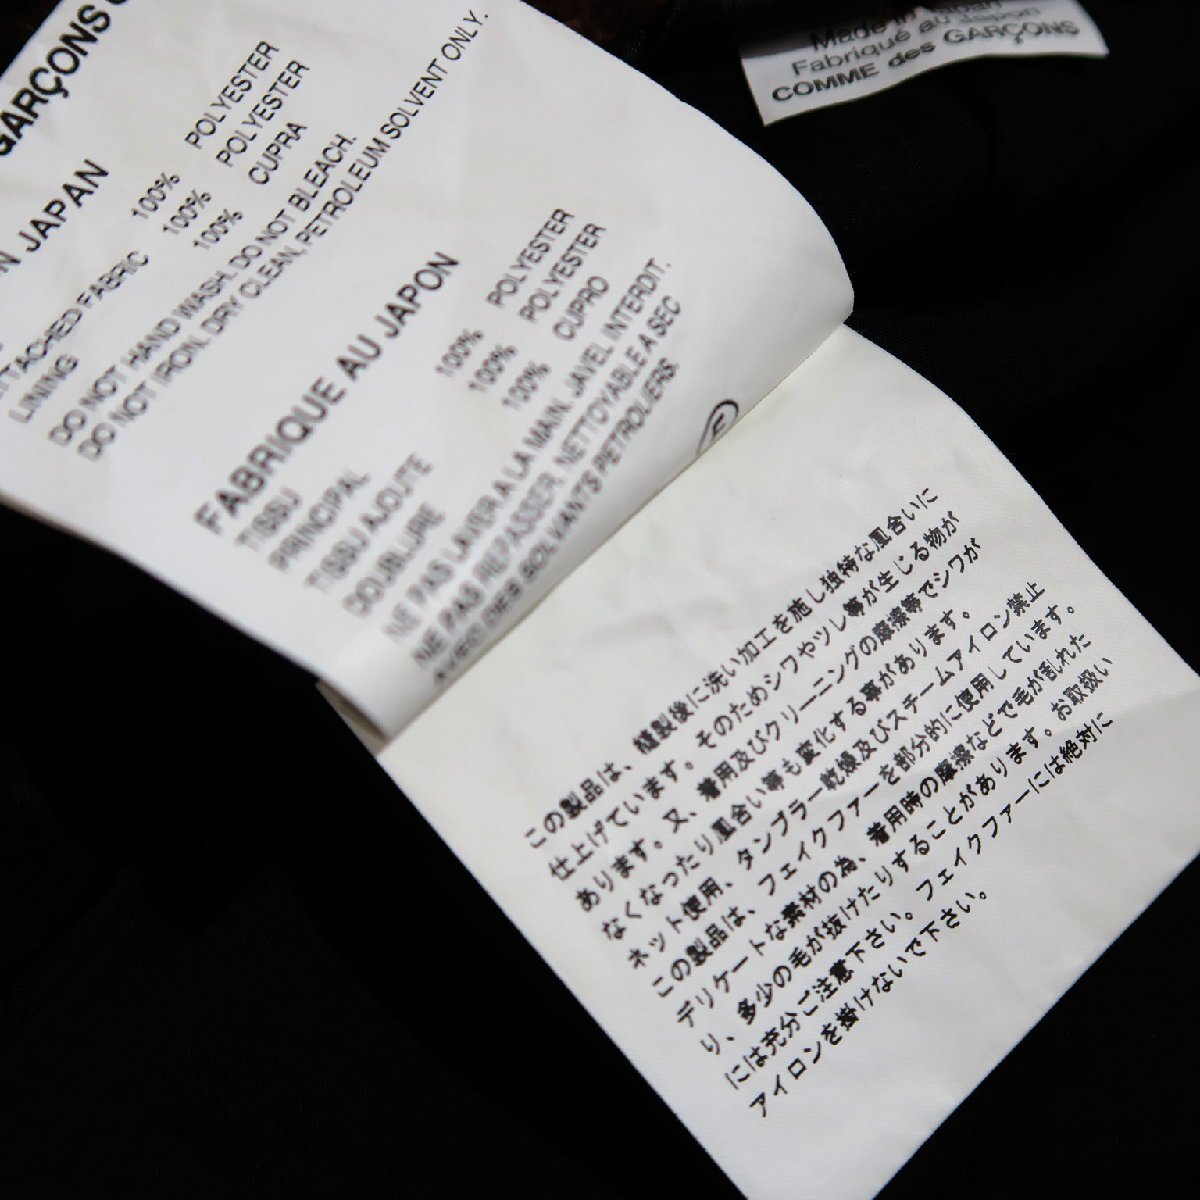 GARÇONS
JAPAN
100% POLYESTER
ATTACHED FABRIC 100% POLYESTER
LINING 100% CUPRA
DO NOT HAND WASH. DO NOT BLEACH.
DO NOT IRON. DRY CLEAN, PETROLEUM SOLVENT ONLY.
FABRIQUE AU JAPON
TISSU
PRINCIPAL 100% POLYESTER
TISSU AJOUTE 100% POLYESTER
DOUBLURE 100% CUPRO
NE PAS LAVER A LA MAIN. JAVEL INTERDIT.
NE PAS REPASSER. NETTOYABLE A SEC
AVEC DES SOLVANTS PETROLIERS
F
Made in Japan
Fabriqué au Japon
COMME des GARÇONS
この製品は、縫製後に洗い加工を施し独特な風合いに
仕上げています。そのためシワやツレ等が生じる物が
あります。又、着用及びクリーニングの摩擦等でシワが
なくなったり風合い等も変化する事があります。
ネット使用、タンブラー乾燥及びスチームアイロン禁止
この製品は、フェイクファーを部分的に使用しています。
デリケートな素材の為、着用時の摩擦などで毛が乱れた
り、多少の毛が抜けたりすることがあります。お取扱い
には充分ご注意下さい。フェイクファーには絶対に
アイロンを掛けないで下さい。